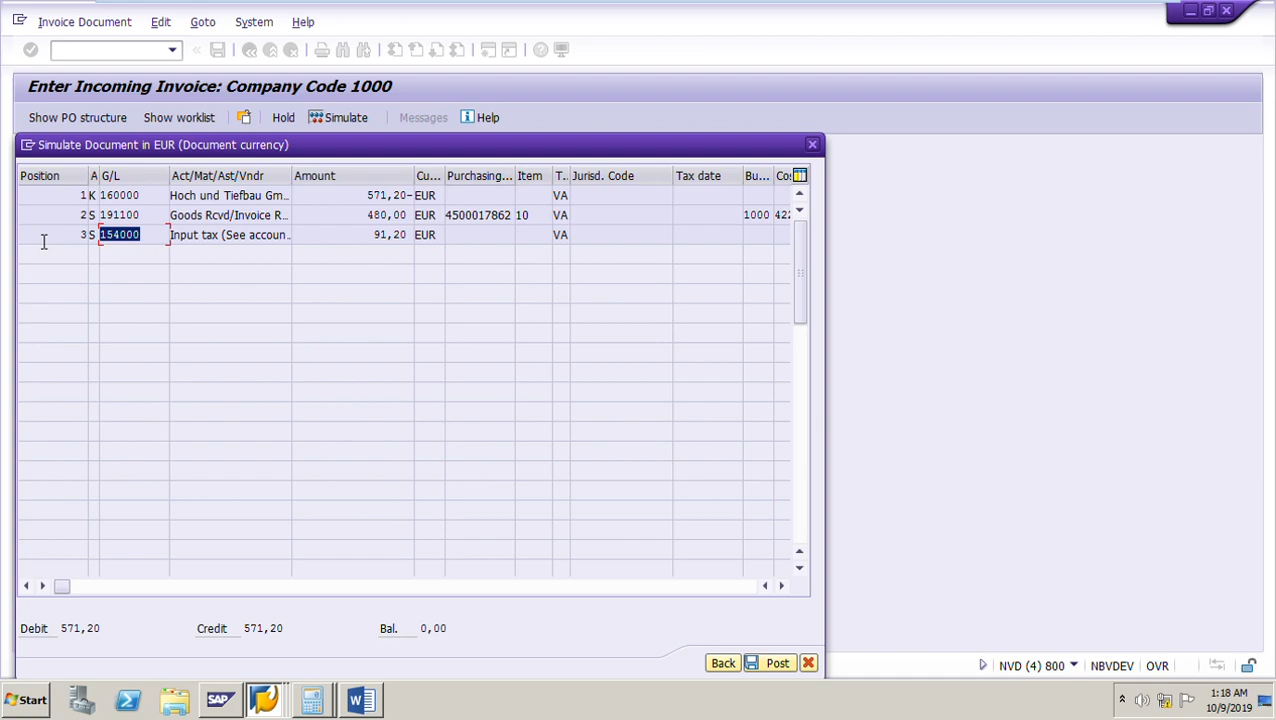 Invoice Document Edit Goto System Help
Enter Incoming Invoice: Company Code 1000
Show PO structure Show worklist Hold Simulate Messages Help
Simulate Document in EUR (Document currency)
Position A G/L Act/Mat/Ast/Vndr Amount Cu... Purchasing... Item T.. Jurisd. Code Tax date Bu... Cos
1 K 160000 Hoch und Tiefbau Gm... 571,20- EUR VA
2 S 191100 Goods Rcvd/Invoice R... 480,00 EUR 4500017862 10 VA 1000 422
3 S 154000 Input tax (See accoun.. 91,20 EUR VA
Debit 571,20 Credit 571,20 Bal. 0,00
Back Post
NVD (4) 800 NBVDEV OVR
Start SAP W 1:18 AM
10/9/2019